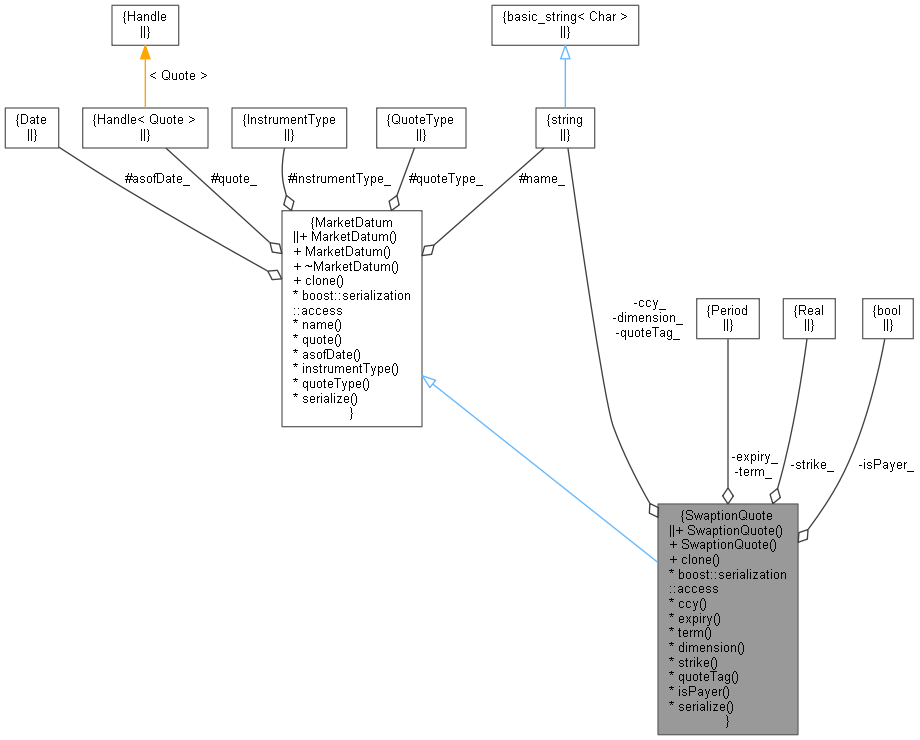 {Handle
||}
{basic_string< Char >
||}
< Quote >
{Date
||}
{Handle< Quote >
||}
{InstrumentType
||}
{QuoteType
||}
{string
||}
#asofDate_
#quote_
#instrumentType_
#quoteType_
#name_
{MarketDatum
||+ MarketDatum()
+ MarketDatum()
+ ~MarketDatum()
+ clone()
* boost::serialization
::access
* name()
* quote()
* asofDate()
* instrumentType()
* quoteType()
* serialize()
}
-ccy_
-dimension_
-quoteTag_
{Period
||}
{Real
||}
{bool
||}
-expiry_
-term_
-strike_
-isPayer_
{SwaptionQuote
||+ SwaptionQuote()
+ SwaptionQuote()
+ clone()
* boost::serialization
::access
* ccy()
* expiry()
* term()
* dimension()
* strike()
* quoteTag()
* isPayer()
* serialize()
}